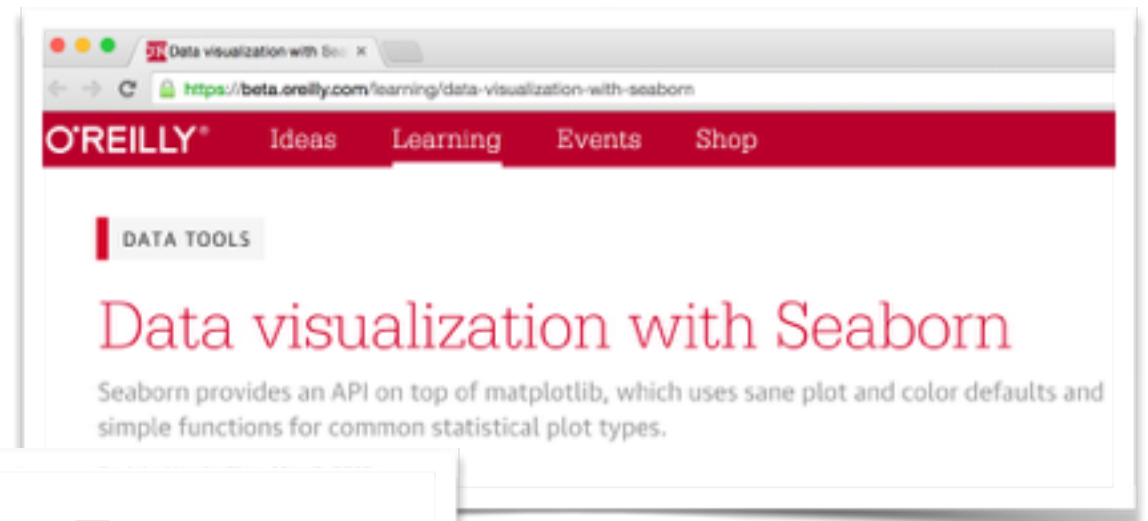 Data visualization with Sea
https://beta.oreilly.com/learning/data-visualization-with-seaborn
O'REILLY® Ideas Learning Events Shop
DATA TOOLS
Data visualization with Seaborn
Seaborn provides an API on top of matplotlib, which uses sane plot and color defaults and
simple functions for common statistical plot types.